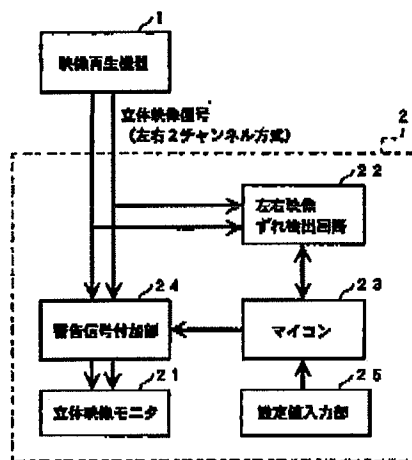 1
映像再生機器
立体映像信号
(左右2チャンネル方式)
2
22
左右映像
ずれ検出回路
24
警告信号付加部
23
マイコン
21
立体映像モニタ
25
設定値入力部